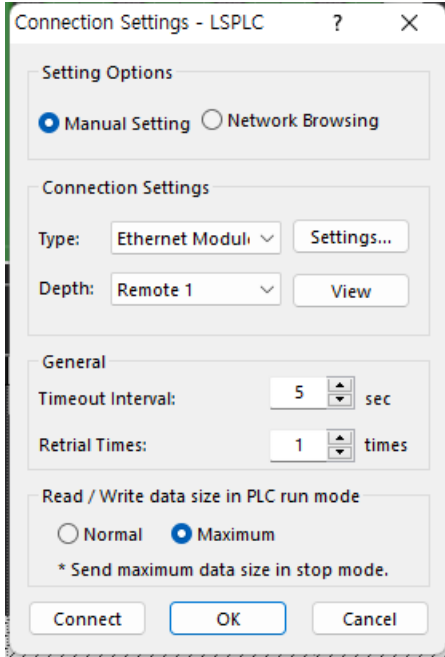 Connection Settings - LSPLC ? ×
Setting Options
Manual Setting Network Browsing
Connection Settings
Type: Ethernet Modul Settings...
Depth: Remote 1 View
General
Timeout Interval: 5 sec
Retrial Times: 1 times
Read / Write data size in PLC run mode
Normal Maximum
* Send maximum data size in stop mode.
Connect OK Cancel